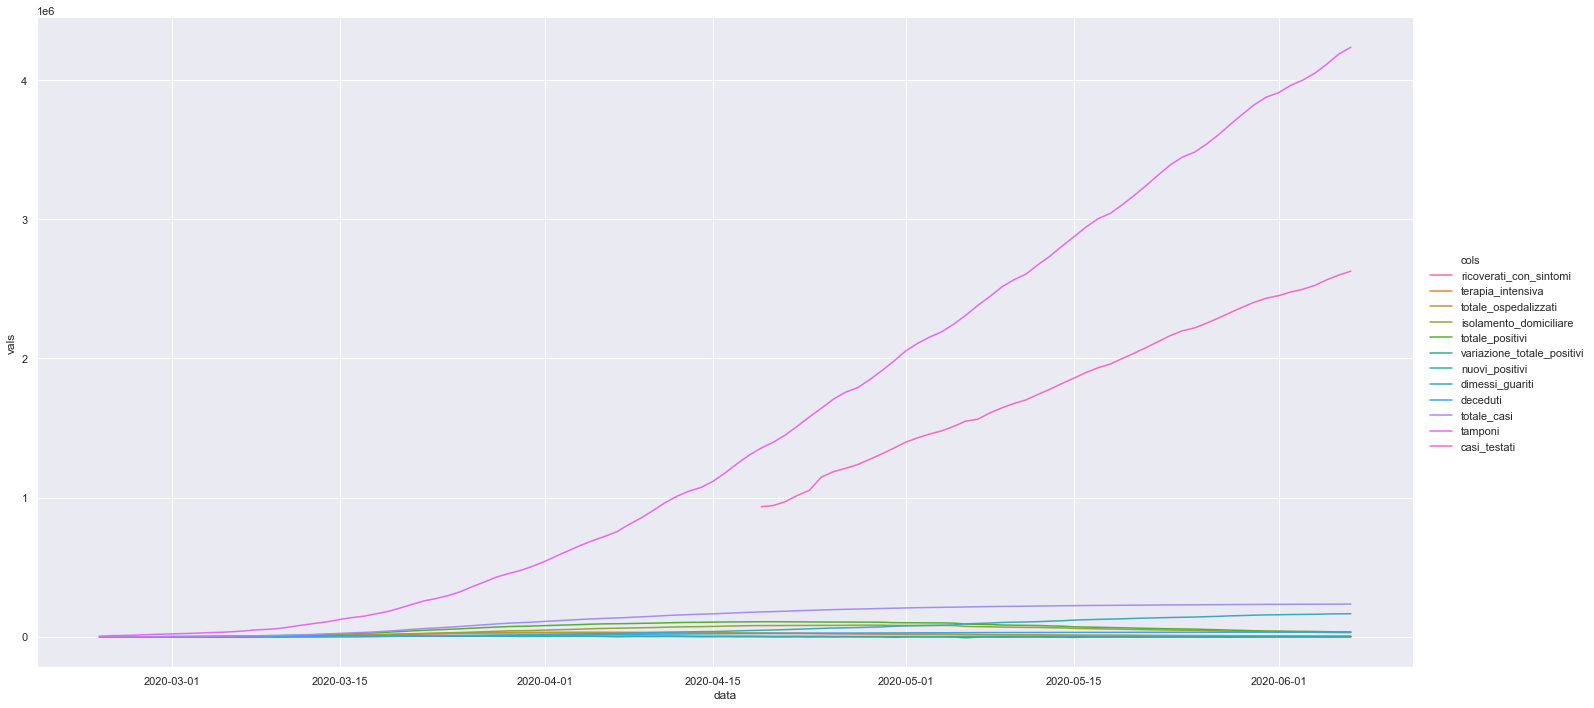 1e6
4
3
2
1
0
vals
2020-03-01
2020-03-15
2020-04-01
2020-04-15
2020-05-01
2020-05-15
2020-06-01
data
cols
ricoverati_con_sintomi
terapia_intensiva
totale_ospedalizzati
isolamento_domiciliare
totale_positivi
variazione_totale_positivi
nuovi_positivi
dimessi_guariti
deceduti
totale_casi
tamponi
casi_testati